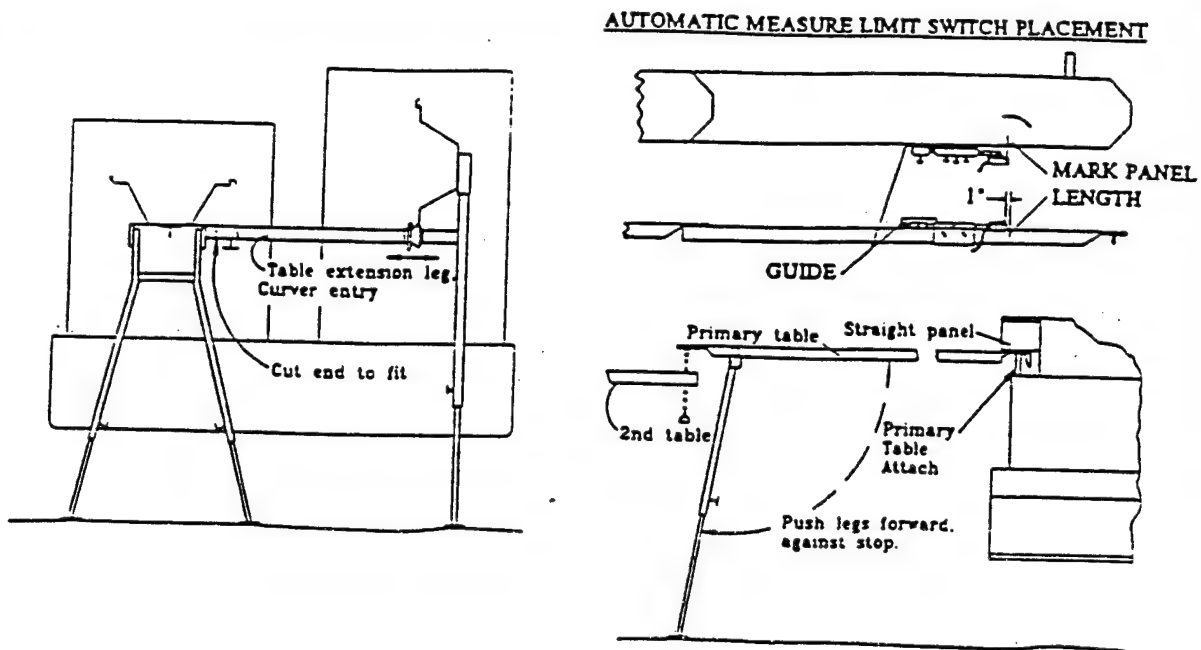 AUTOMATIC MEASURE LIMIT SWITCH PLACEMENT
MARK PANEL
LENGTH
1"
GUIDE
Table extension leg.
Curver entry
Cut end to fit
Primary table
Straight panel
2nd table
Primary
Table
Attach
Push legs forward.
against stop.